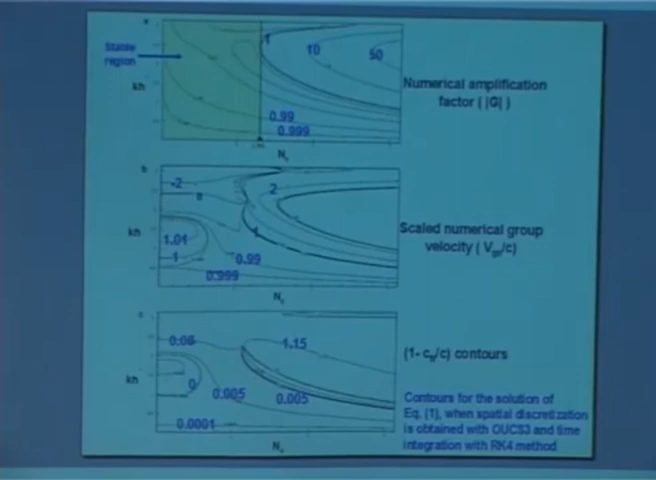 a
Stable
region
kh
1
10
50
0.99
0.999
Numerical amplification
factor ( |G| )
Nc
b
-2
0
2
kh
1.01
1
1
0.99
0.999
Scaled numerical group
velocity ( Vgn/c)
Nc
c
0.05
1.15
kh
0
0.005
0.005
0.0001
(1- cn/c) contours
Nc
Contours for the solution of
Eq. (1), when spatial discretization
is obtained with OUCS3 and time
integration with RK4 method